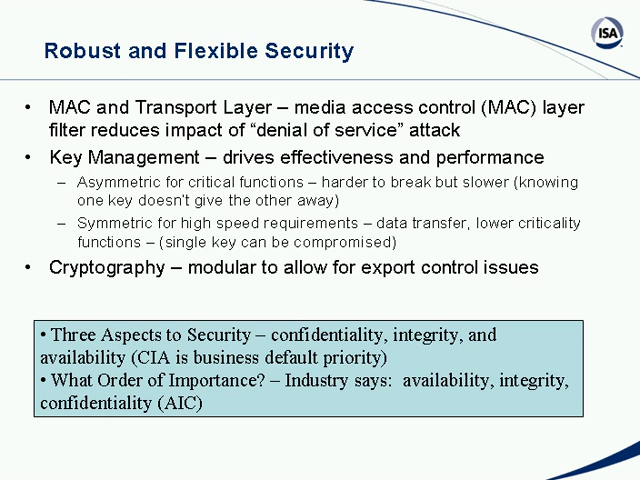 ISA
Robust and Flexible Security
• MAC and Transport Layer – media access control (MAC) layer
filter reduces impact of “denial of service” attack
• Key Management – drives effectiveness and performance
– Asymmetric for critical functions – harder to break but slower (knowing
one key doesn’t give the other away)
– Symmetric for high speed requirements – data transfer, lower criticality
functions – (single key can be compromised)
• Cryptography – modular to allow for export control issues
• Three Aspects to Security – confidentiality, integrity, and
availability (CIA is business default priority)
• What Order of Importance? – Industry says:  availability, integrity,
confidentiality (AIC)